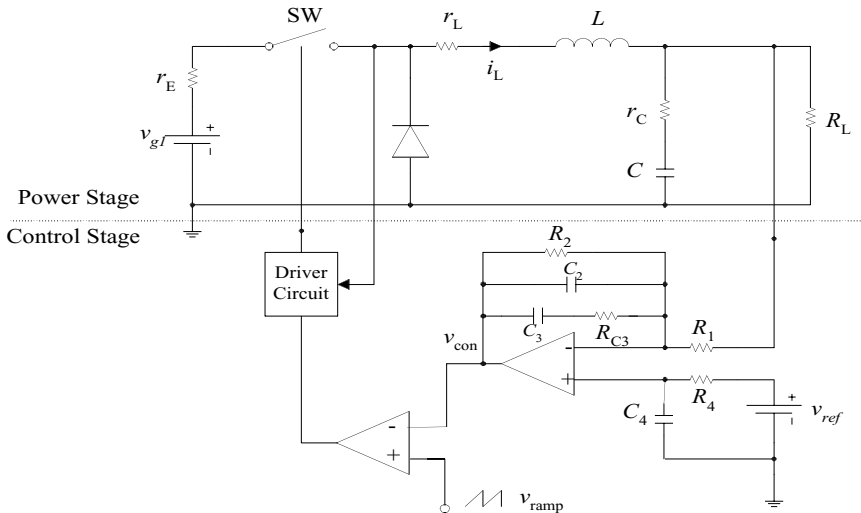 SW
r_L
L
i_L
r_E
v_g1
+
-
r_C
R_L
C
Power Stage
Control Stage
R_2
C_2
Driver
Circuit
C_3
R_C3
R_1
v_con
-
+
R_4
C_4
+
-
v_ref
-
+
v_ramp